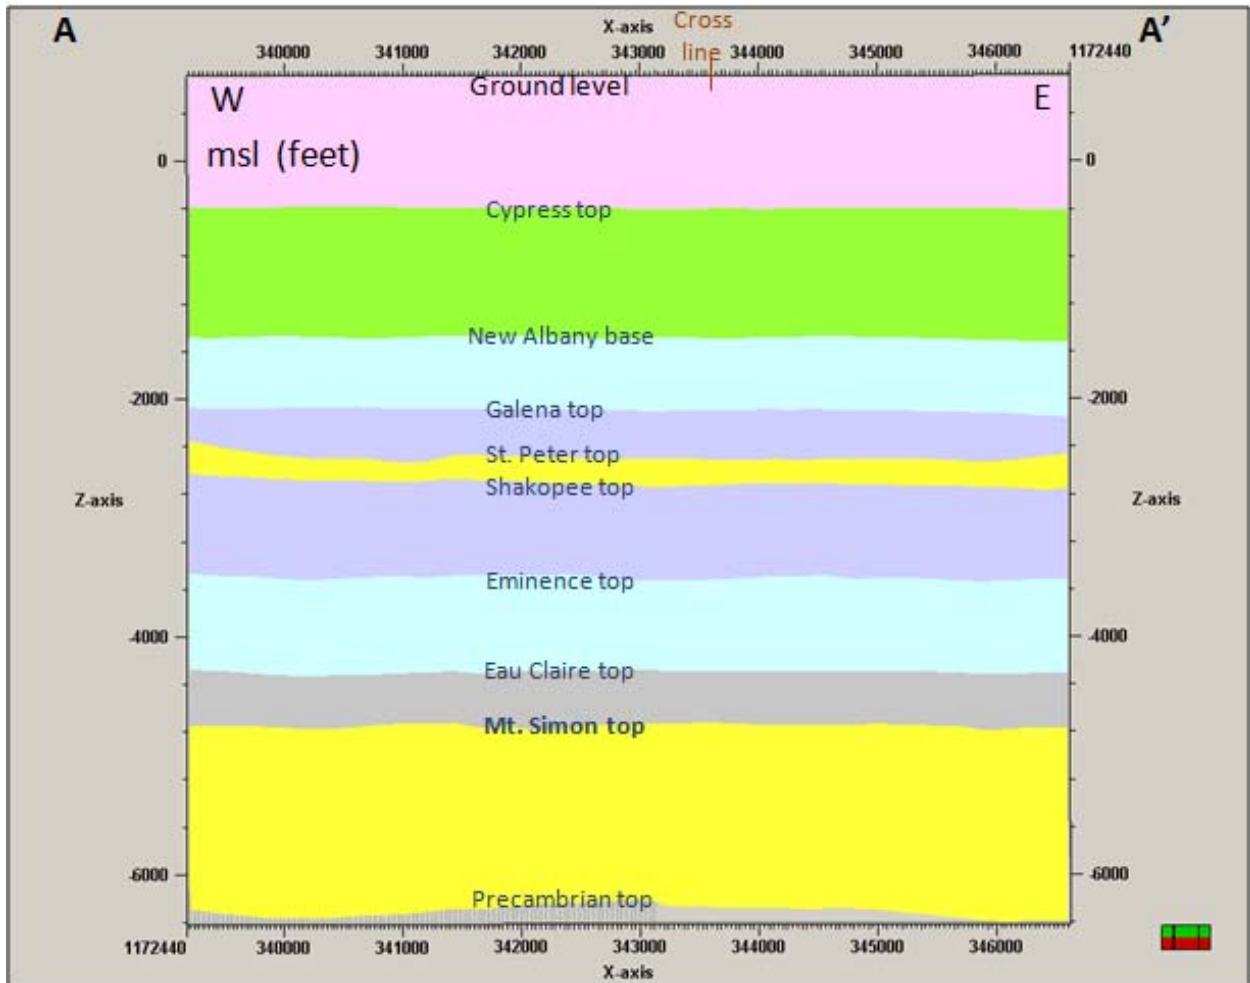 A
X-axis
Cross
line
A'
340000 341000 342000 343000 344000 345000 346000 1172440
Ground level
W
E
msl (feet)
0 0
Cypress top
New Albany base
-2000 -2000
Galena top
St. Peter top
Shakopee top
Z-axis Z-axis
Eminence top
-4000 -4000
Eau Claire top
Mt. Simon top
-6000 -6000
Precambrian top
1172440 340000 341000 342000 343000 344000 345000 346000
X-axis